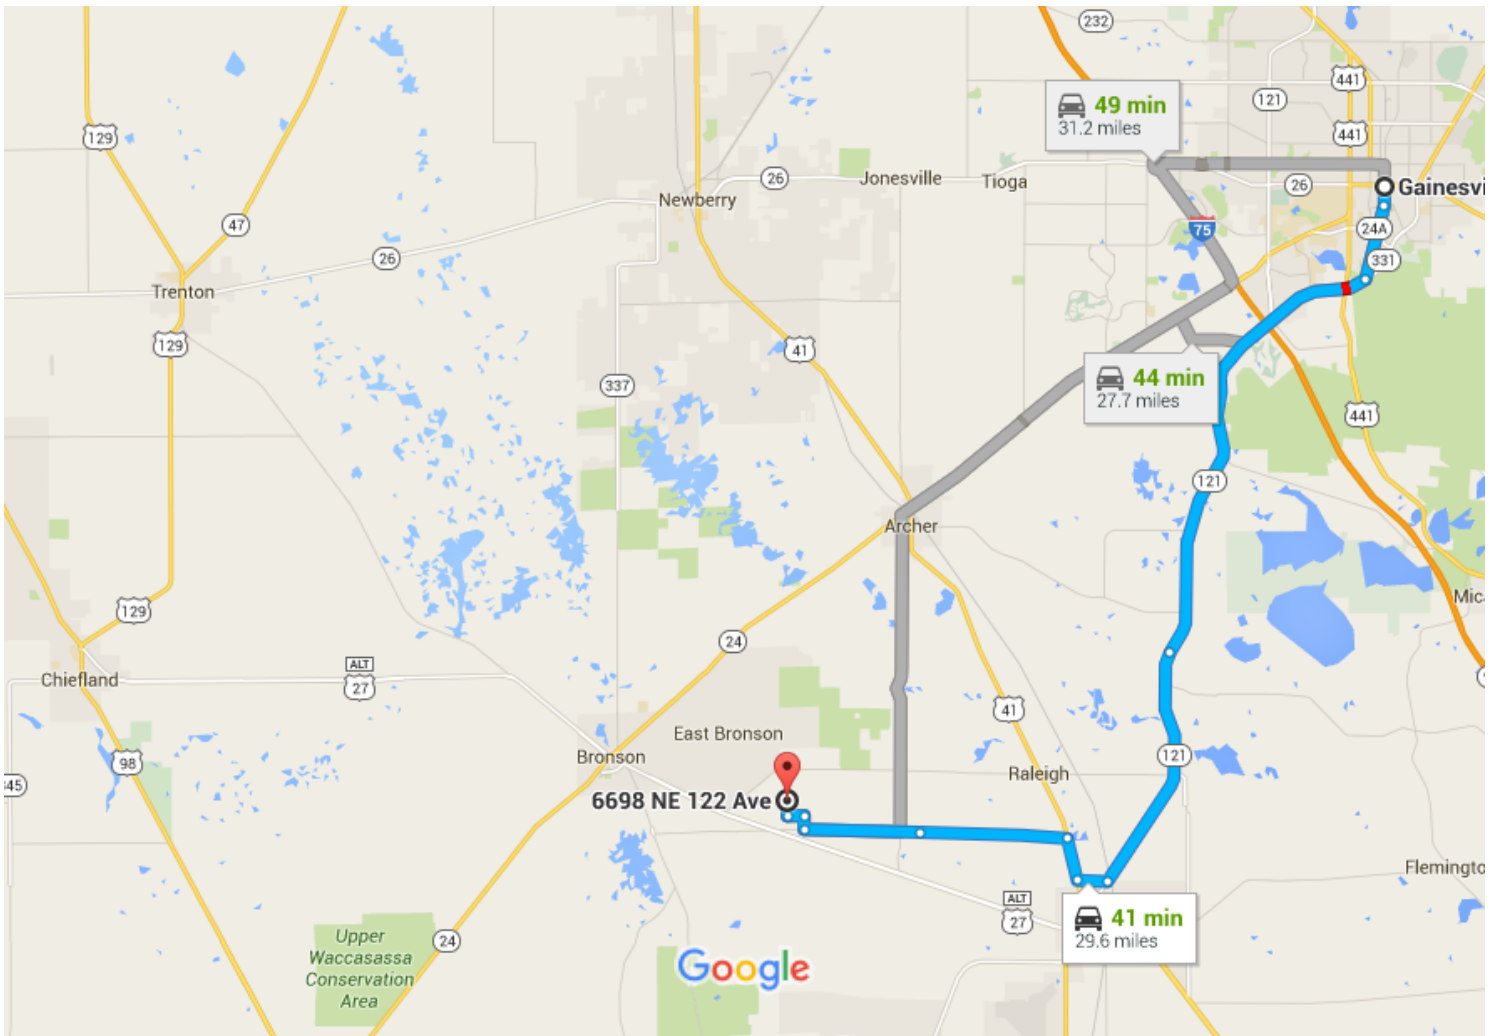 232
441
49 min
31.2 miles
121
129
441
Jonesville
26
Tioga
26
Gainesvi
Newberry
47
24A
75
26
331
Trenton
129
41
44 min
27.7 miles
337
441
121
Archer
Mic
129
24
ALT
27
Chiefland
41
East Bronson
Bronson
121
98
Raleigh
45
6698 NE 122 Ave
Flemingto
ALT
27
41 min
29.6 miles
24
Upper
Waccasassa
Conservation
Area
Google